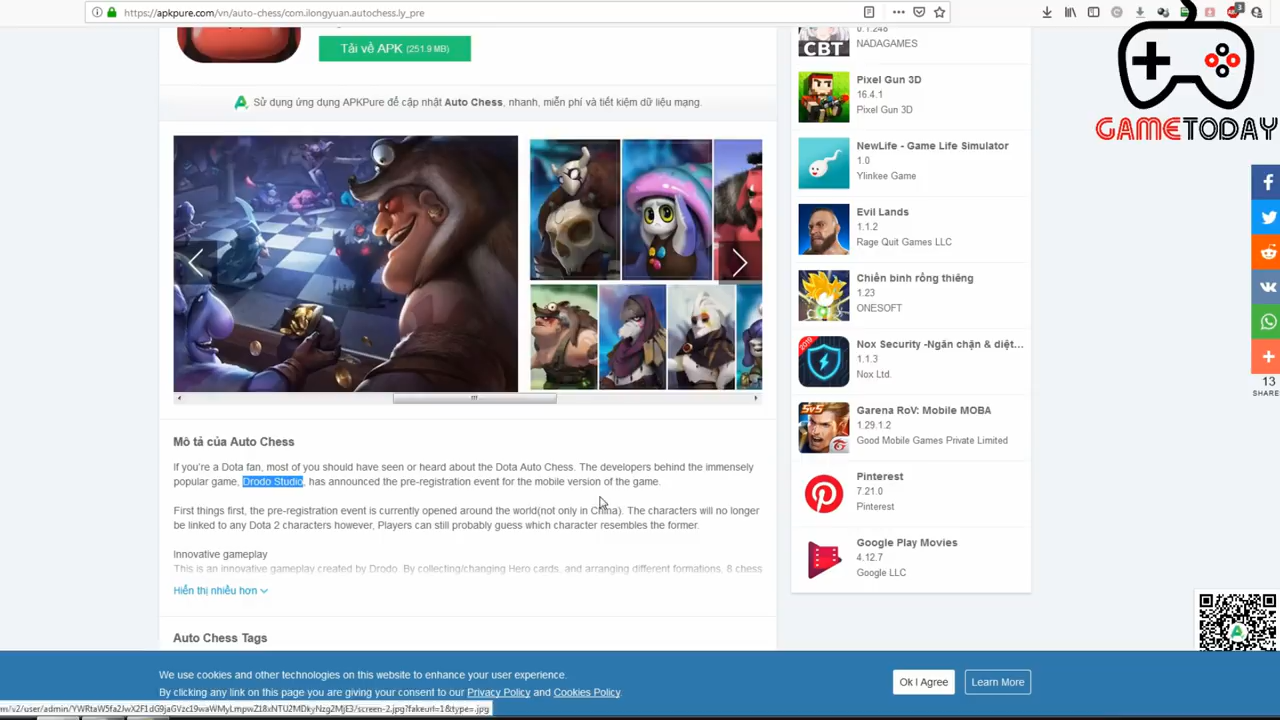 https://apkpure.com/vn/auto-chess/com.ilongyuan.autochess.ly_pre
3
GAMETODAY
Tải về APK (251.9 MB)
Sử dụng ứng dụng APKPure để cập nhật Auto Chess, nhanh, miễn phí và tiết kiệm dữ liệu mạng.
Mô tả của Auto Chess
If you're a Dota fan, most of you should have seen or heard about the Dota Auto Chess. The developers behind the immensely
popular game, Drodo Studio, has announced the pre-registration event for the mobile version of the game.
First things first, the pre-registration event is currently opened around the world(not only in China). The characters will no longer
be linked to any Dota 2 characters however, Players can still probably guess which character resembles the former.
Innovative gameplay
This is an innovative gameplay created by Drodo. By collecting/changing Hero cards, and arranging different formations, 8 chess
Hiển thị nhiều hơn
Auto Chess Tags
CBT
0.1.248
NADAGAMES
Pixel Gun 3D
16.4.1
Pixel Gun 3D
NewLife - Game Life Simulator
1.0
Ylinkee Game
Evil Lands
1.1.2
Rage Quit Games LLC
Chiến binh rồng thiêng
1.23
ONESOFT
2019
Nox Security -Ngăn chặn & diệt...
1.1.3
Nox Ltd.
5V5
Garena RoV: Mobile MOBA
1.29.1.2
Good Mobile Games Private Limited
Pinterest
7.21.0
Pinterest
Google Play Movies
4.12.7
Google LLC
13
SHARE
We use cookies and other technologies on this website to enhance your user experience.
By clicking any link on this page you are giving your consent to our Privacy Policy and Cookies Policy.
Ok I Agree
Learn More